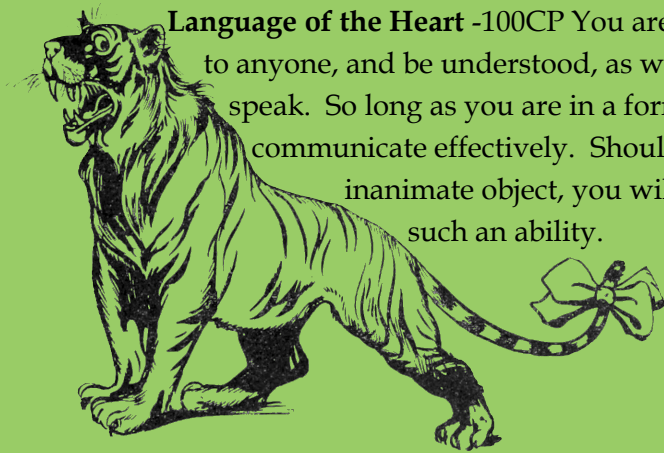 Language of the Heart -100CP You are
to anyone, and be understood, as w
speak. So long as you are in a for
communicate effectively. Shoul
inanimate object, you wil
such an ability.